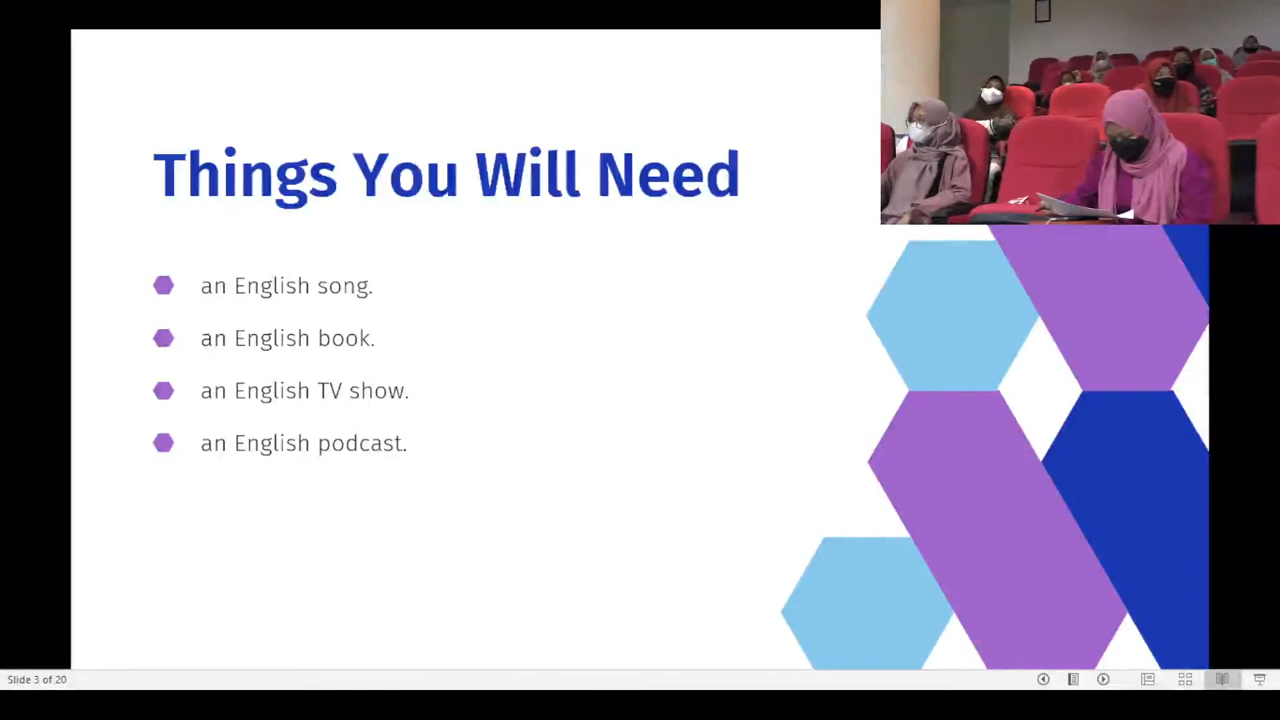 Things You Will Need
an English song.
an English book.
an English TV show.
an English podcast.
Slide 3 of 20